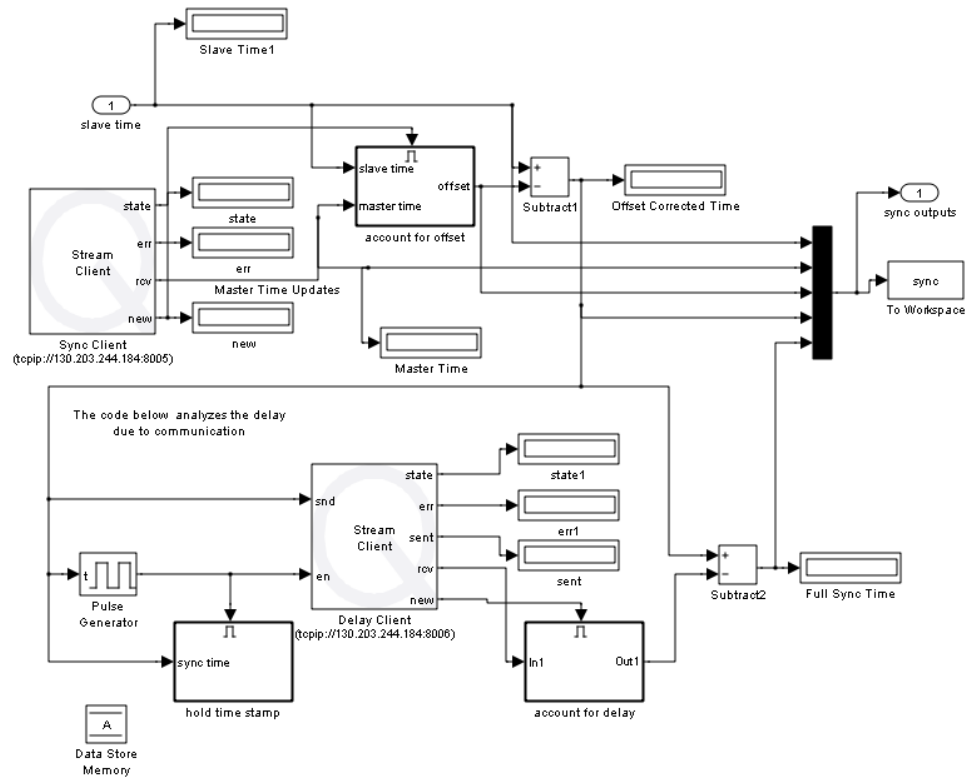 Slave Time1
1
slave time
slave time
master time
offset
account for offset
+
−
Subtract1
Offset Corrected Time
1
sync outputs
sync
To Workspace
Stream
Client
state
err
rcv
new
Sync Client
(tcpip://130.203.244.184:8005)
state
err
Master Time Updates
new
Master Time
The code below analyzes the delay
due to communication
snd
en
Stream
Client
state
err
sent
rcv
new
Delay Client
(tcpip://130.203.244.184:8006)
state1
err1
sent
t
Pulse
Generator
sync time
hold time stamp
In1
Out1
account for delay
+
−
Subtract2
Full Sync Time
A
Data Store
Memory